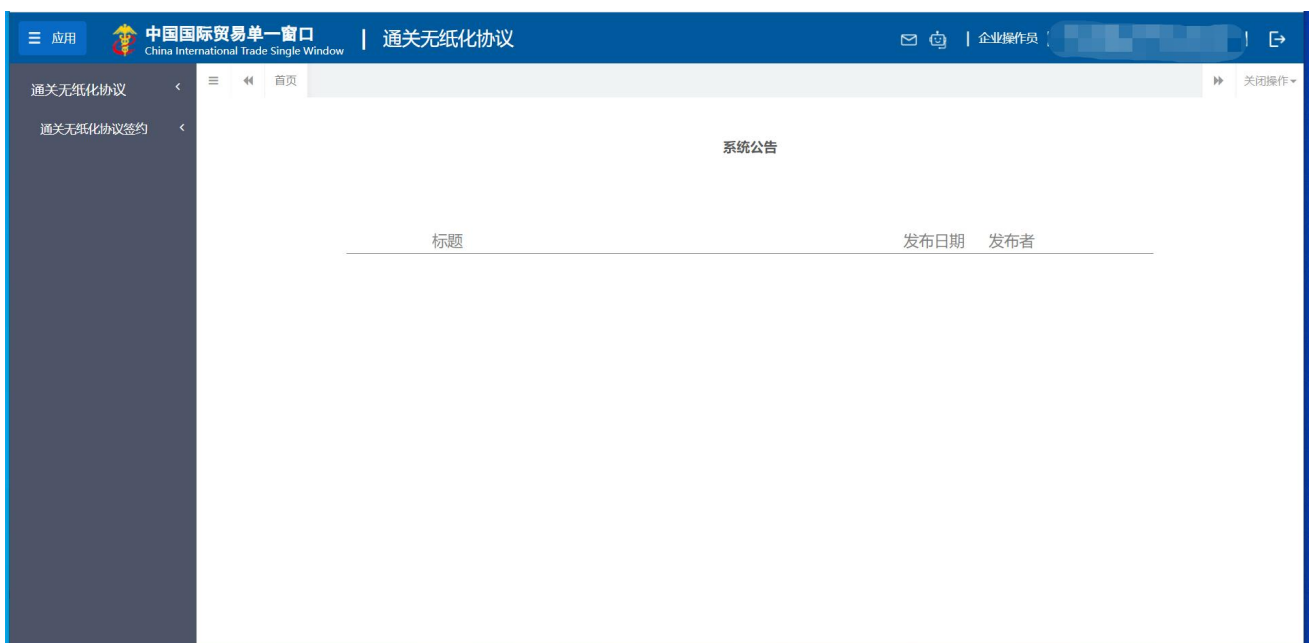 应用
中国国际贸易单一窗口
China International Trade Single Window
| 通关无纸化协议
| 企业操作员
通关无纸化协议
首页
关闭操作
通关无纸化协议签约
系统公告
标题 发布日期 发布者